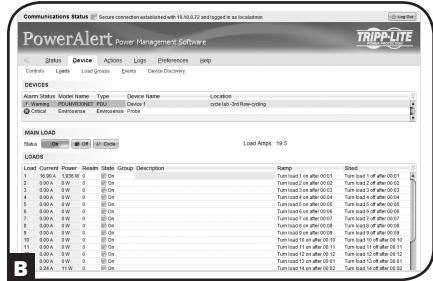 Communications Status Secure connection established with 10.10.0.72 and logged in as localadmin Log Out
PowerAlert Power Management Software
TRIPP·LITE
POWER PROTECTION
Status Device Actions Logs Preferences Help
Controls Loads Load Groups Events Device Discovery
DEVICES
Alarm Status Model Name Type Device Name Location
Warning PDUMVR30NET PDU Device 1 cycle lab -3rd Row-cycling
Critical Envirosense Envirosense Probe
MAIN LOAD
Status On Off Cycle Load Amps: 19.5
LOADS
Load Current Power Realm State Group Description Ramp Shed
1 16.90 A 1,936 W 0 On Turn load 1 on after 00:01 Turn load 1 off after 00:01
2 0.00 A 0 W 0 On Turn load 2 on after 00:02 Turn load 2 off after 00:02
3 0.00 A 0 W 0 On Turn load 3 on after 00:03 Turn load 3 off after 00:03
4 0.00 A 0 W 0 On Turn load 4 on after 00:04 Turn load 4 off after 00:04
5 0.00 A 0 W 0 On Turn load 5 on after 00:05 Turn load 5 off after 00:05
6 0.00 A 0 W 0 On Turn load 6 on after 00:06 Turn load 6 off after 00:06
7 0.00 A 0 W 0 On Turn load 7 on after 00:07 Turn load 7 off after 00:07
8 0.00 A 0 W 0 On Turn load 8 on after 00:08 Turn load 8 off after 00:08
9 0.00 A 0 W 0 On Turn load 9 on after 00:09 Turn load 9 off after 00:09
10 0.00 A 0 W 0 On Turn load 10 on after 00:10 Turn load 10 off after 00:10
11 0.00 A 0 W 0 On Turn load 11 on after 00:11 Turn load 11 off after 00:11
0.00 A 0 W 0 On Turn load 12 on after 00:12 Turn load 12 off after 00:12
0.00 A 0 W 0 On Turn load 13 on after 00:13 Turn load 13 off after 00:13
0.24 A 11 W 0 On Turn load 14 on after 00:14 Turn load 14 off after 00:14
B